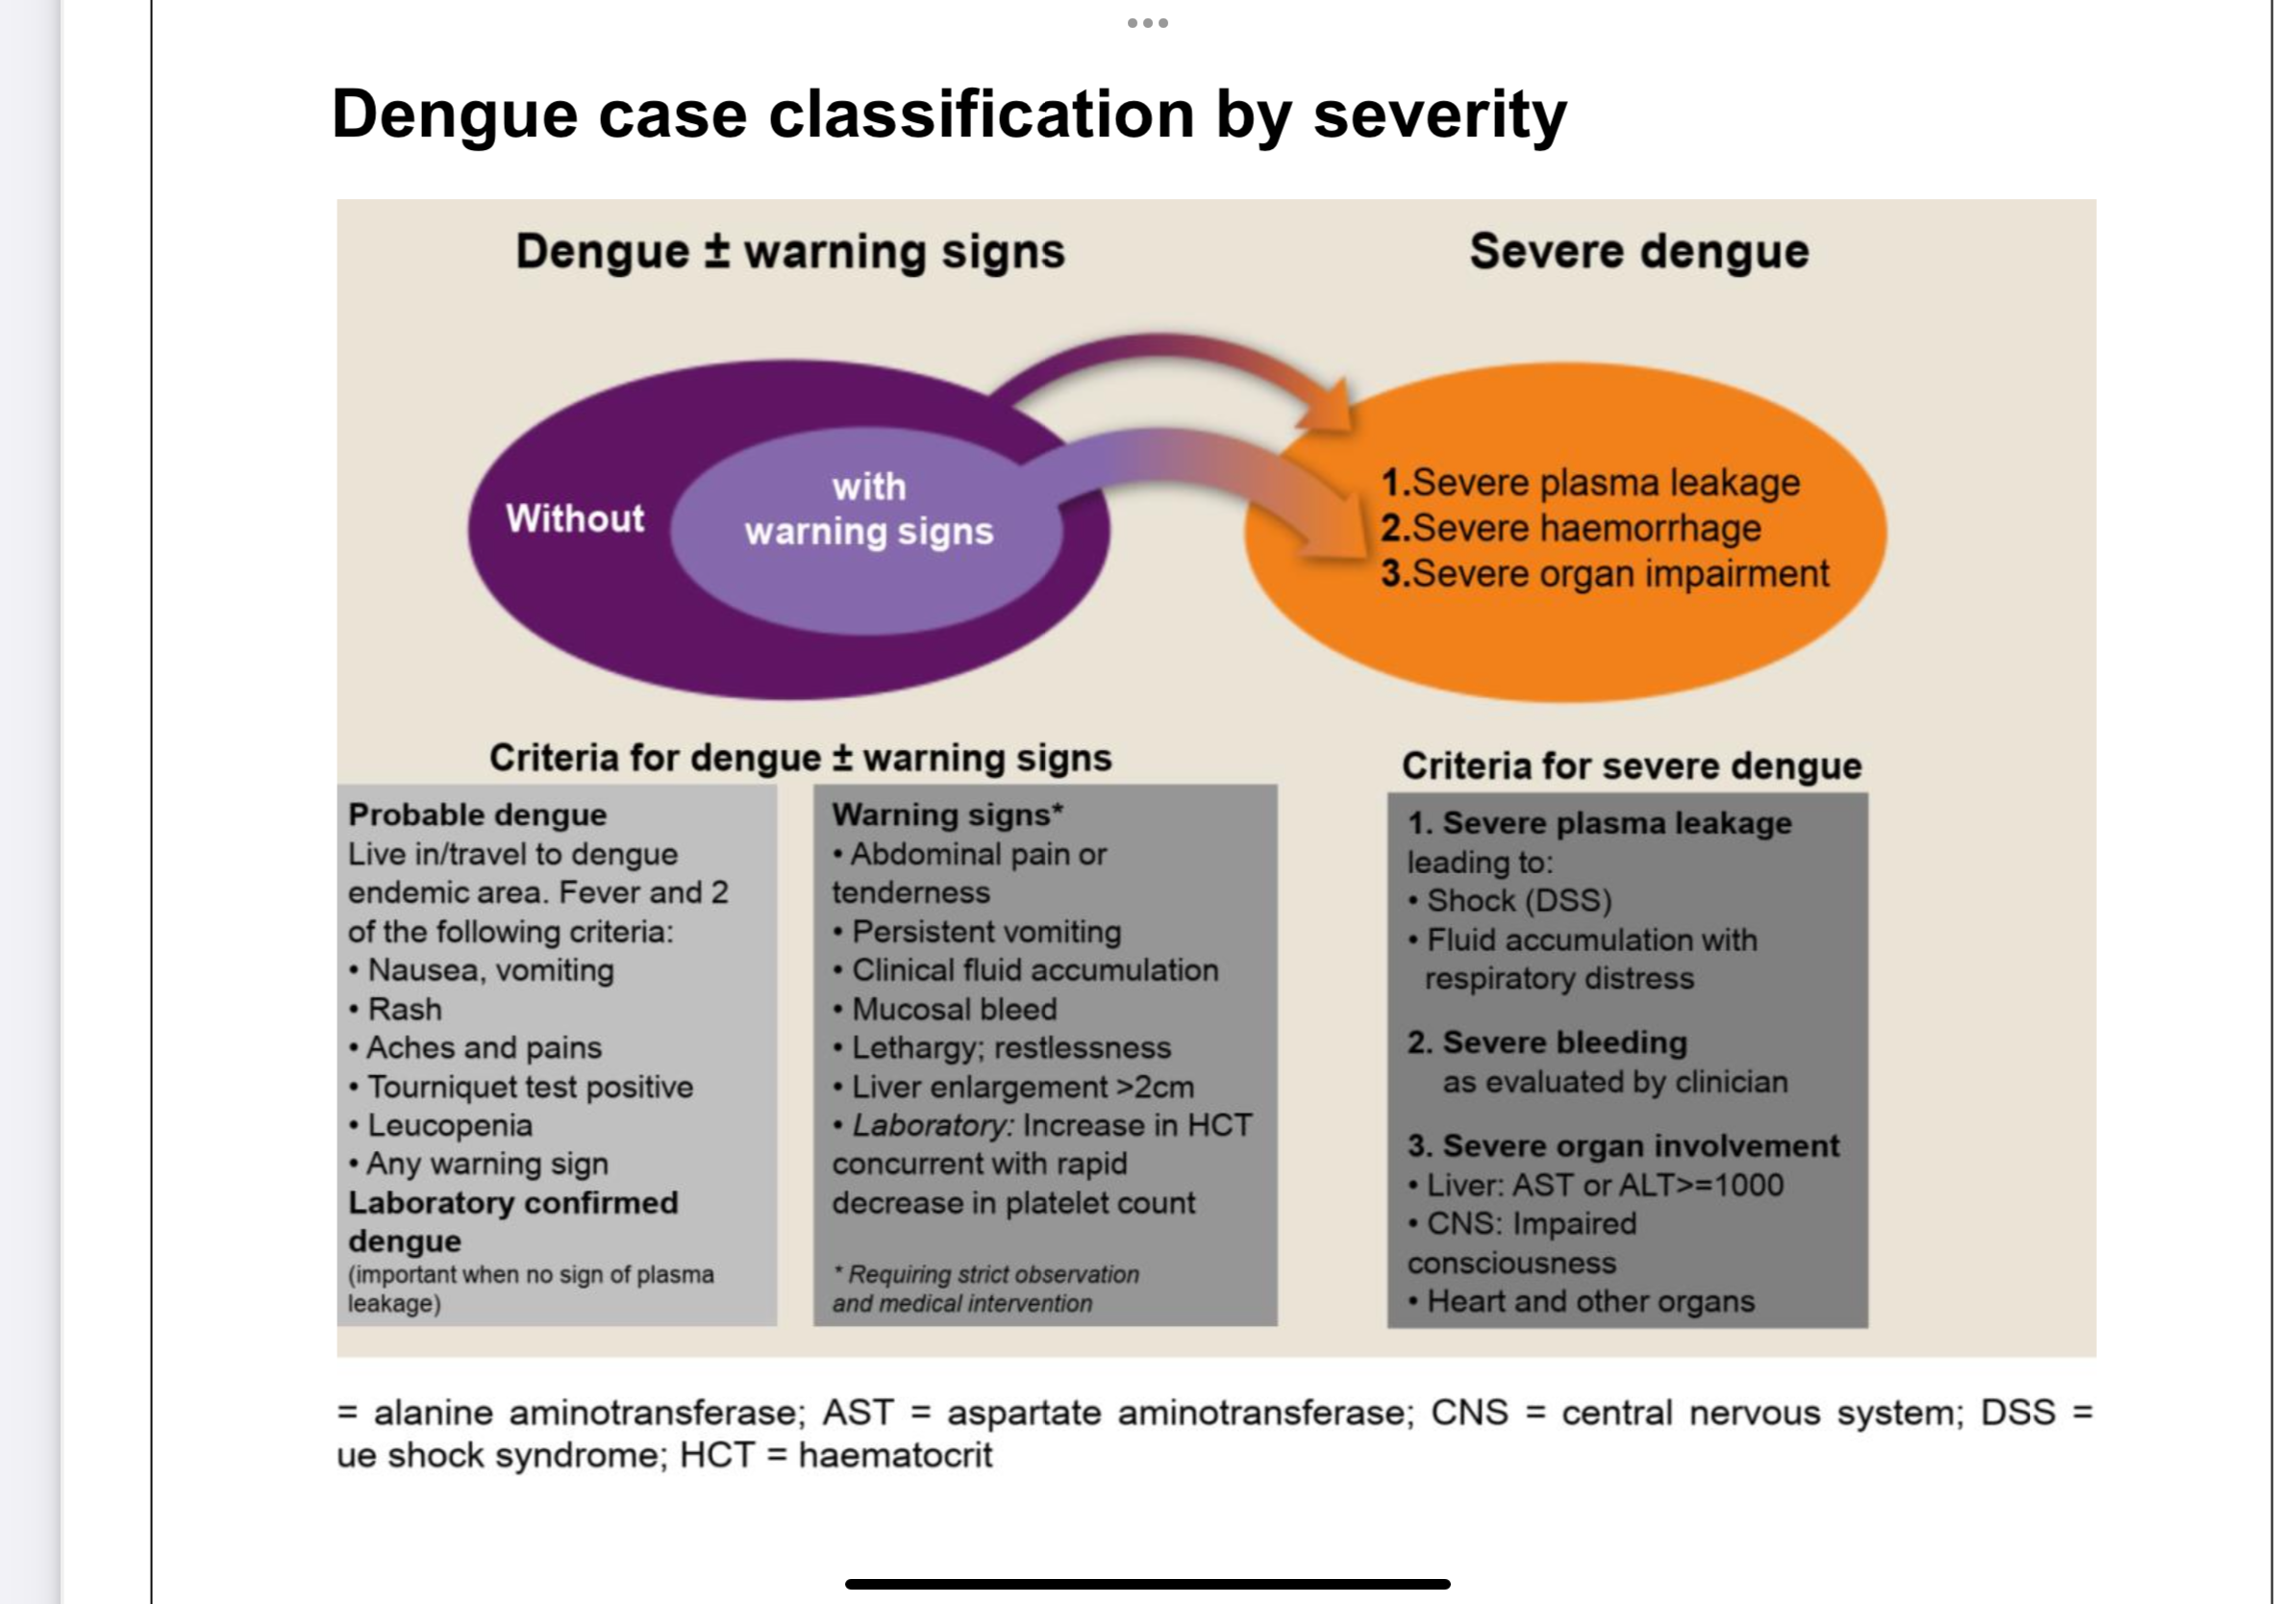 Dengue case classification by severity
Dengue ± warning signs
Severe dengue
Without
with
warning signs
1.Severe plasma leakage
2.Severe haemorrhage
3.Severe organ impairment
Criteria for dengue ± warning signs
Probable dengue
Live in/travel to dengue
endemic area. Fever and 2
of the following criteria:
• Nausea, vomiting
• Rash
• Aches and pains
• Tourniquet test positive
• Leucopenia
• Any warning sign
Laboratory confirmed
dengue
(important when no sign of plasma
leakage)
Warning signs*
• Abdominal pain or
tenderness
• Persistent vomiting
• Clinical fluid accumulation
• Mucosal bleed
• Lethargy; restlessness
• Liver enlargement >2cm
• Laboratory: Increase in HCT
concurrent with rapid
decrease in platelet count
* Requiring strict observation
and medical intervention
Criteria for severe dengue
1. Severe plasma leakage
leading to:
• Shock (DSS)
• Fluid accumulation with
respiratory distress
2. Severe bleeding
as evaluated by clinician
3. Severe organ involvement
• Liver: AST or ALT>=1000
• CNS: Impaired
consciousness
• Heart and other organs
= alanine aminotransferase; AST = aspartate aminotransferase; CNS = central nervous system; DSS =
ue shock syndrome; HCT = haematocrit